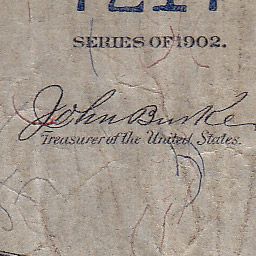 SERIES OF 1902.
John Burke
Treasurer of the United States.